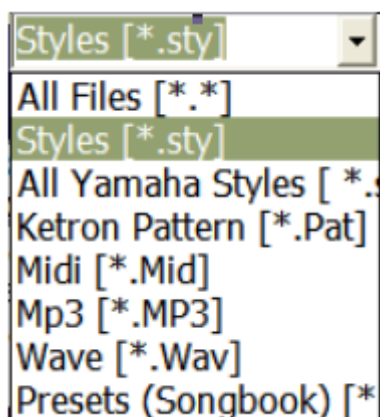 Styles [*.sty]
All Files [*.*]
Styles [*.sty]
All Yamaha Styles [ *.s
Ketron Pattern [*.Pat]
Midi [*.Mid]
Mp3 [*.MP3]
Wave [*.Wav]
Presets (Songbook) [*